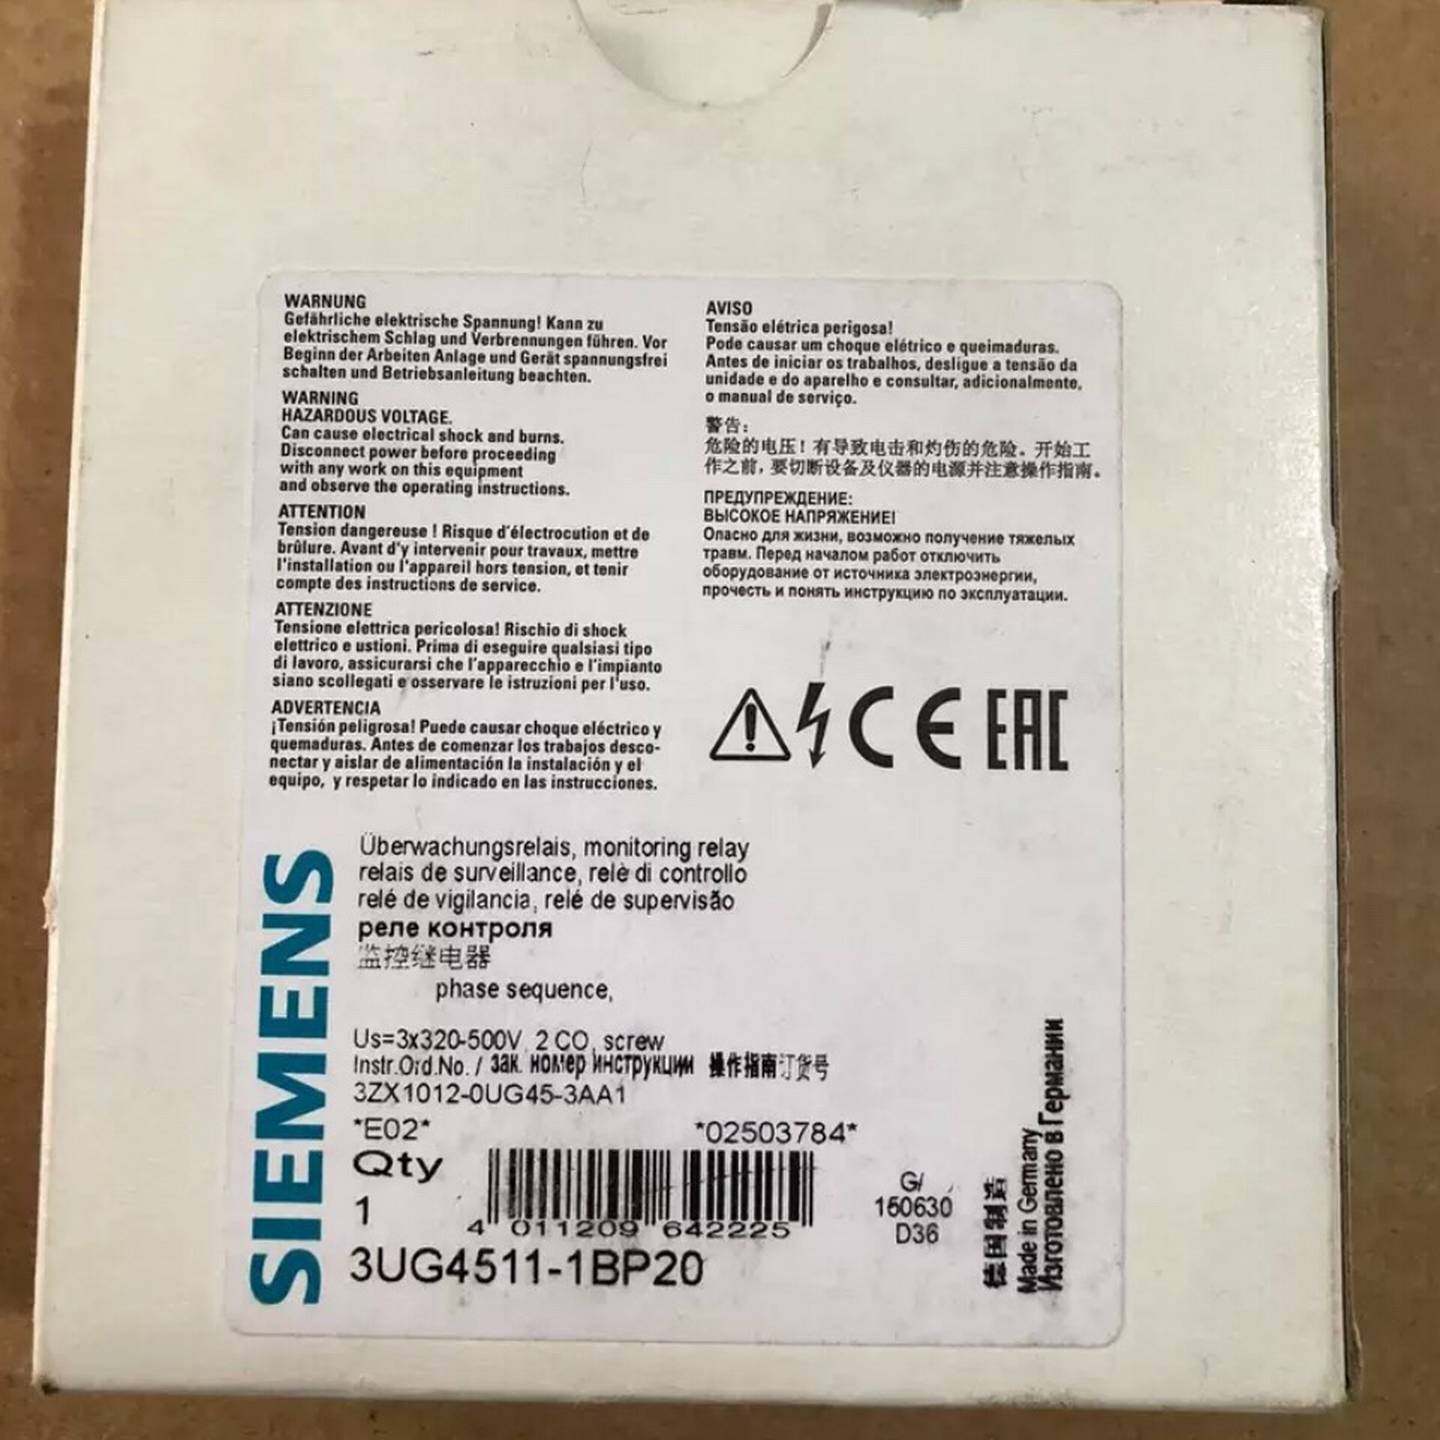 WARNUNG
Gefährliche elektrische Spannung! Kann zu
elektrischem Schlag und Verbrennungen führen. Vor
Beginn der Arbeiten Anlage und Gerät spannungsfrei
schalten und Betriebsanleitung beachten.
WARNING
HAZARDOUS VOLTAGE.
Can cause electrical shock and burns.
Disconnect power before proceeding
with any work on this equipment
and observe the operating instructions.
ATTENTION
Tension dangereuse ! Risque d'électrocution et de
brûlure. Avant d'y intervenir pour travaux, mettre
l'installation ou l'appareil hors tension, et tenir
compte des instructions de service.
ATTENZIONE
Tensione elettrica pericolosa! Rischio di shock
elettrico e ustioni. Prima di eseguire qualsiasi tipo
di lavoro, assicurarsi che l'apparecchio e l'impianto
siano scollegati e osservare le istruzioni per l'uso.
ADVERTENCIA
¡Tensión peligrosa! Puede causar choque eléctrico y
quemaduras. Antes de comenzar los trabajos desco-
nectar y aislar de alimentación la instalación y el
equipo, y respetar lo indicado en las instrucciones.
AVISO
Tensão elétrica perigosa!
Pode causar um choque elétrico e queimaduras.
Antes de iniciar os trabalhos, desligue a tensão da
unidade e do aparelho e consultar, adicionalmente,
o manual de serviço.
警告:
危险的电压!有导致电击和灼伤的危险。开始工
作之前,要切断设备及仪器的电源并注意操作指南。
ПРЕДУПРЕЖДЕНИЕ:
ВЫСОКОЕ НАПРЯЖЕНИЕ!
Опасно для жизни, возможно получение тяжелых
травм. Перед началом работ отключить
оборудование от источника электроэнергии,
прочесть и понять инструкцию по эксплуатации.
CE EAC
SIEMENS
Überwachungsrelais, monitoring relay
relais de surveillance, relè di controllo
relé de vigilancia, relé de supervisão
реле контроля
监控继电器
phase sequence,
Us=3x320-500V, 2 CO, screw
Instr.Ord.No. / зак. номер инструкции 操作指南订货号
3ZX1012-0UG45-3AA1
*E02* *02503784*
Qty
1
4 011209 642225
3UG4511-1BP20
G/
150630
D36
德国制造
Made in Germany
Изготовлено в Германии